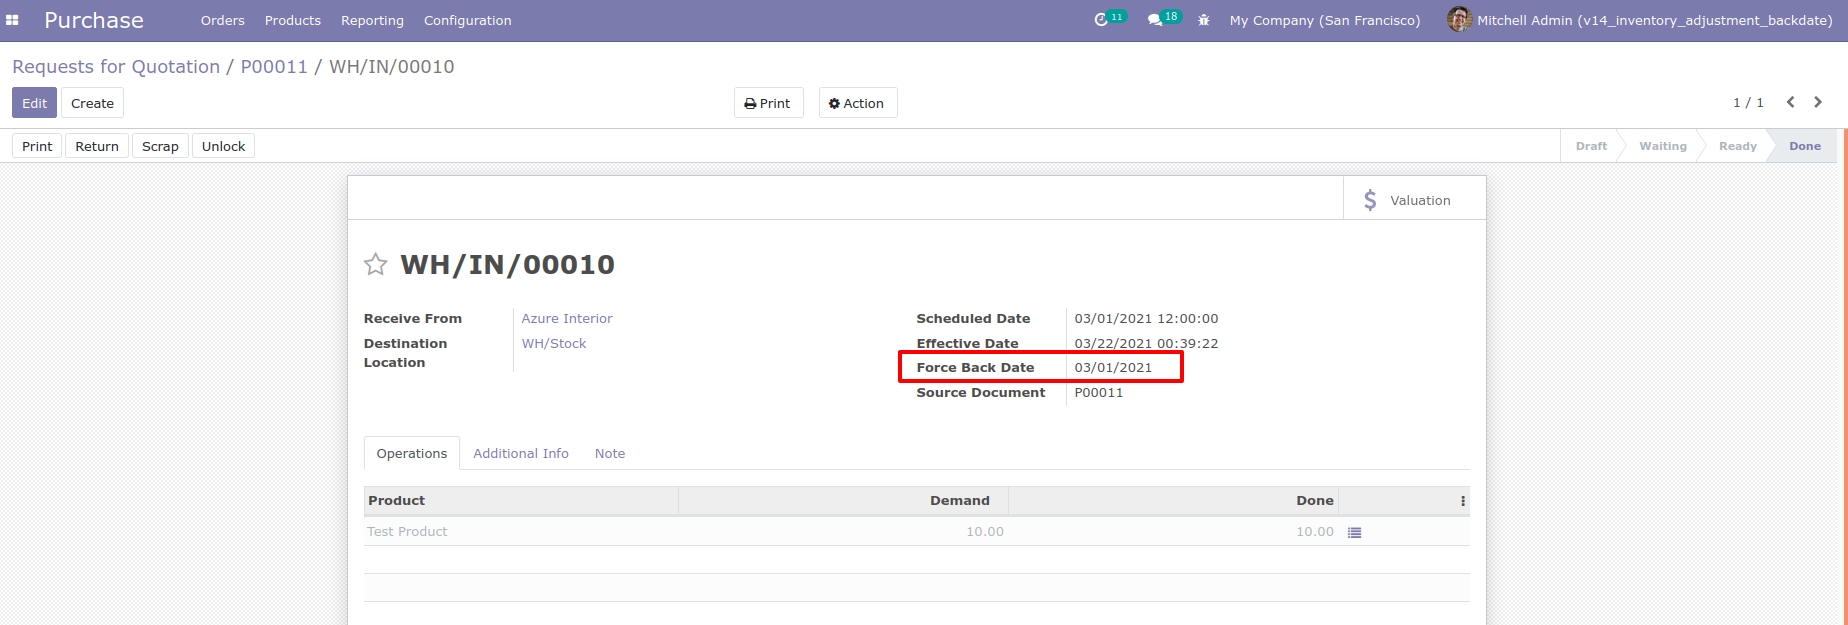 Purchase Orders Products Reporting Configuration 11 18 My Company (San Francisco) Mitchell Admin (v14_inventory_adjustment_backdate)
Requests for Quotation / P00011 / WH/IN/00010
Edit Create Print Action 1 / 1
Print Return Scrap Unlock Draft Waiting Ready Done
$ Valuation
WH/IN/00010
Receive From Azure Interior
Destination Location WH/Stock
Scheduled Date 03/01/2021 12:00:00
Effective Date 03/22/2021 00:39:22
Force Back Date 03/01/2021
Source Document P00011
Operations Additional Info Note
Product Demand Done
Test Product 10.00 10.00